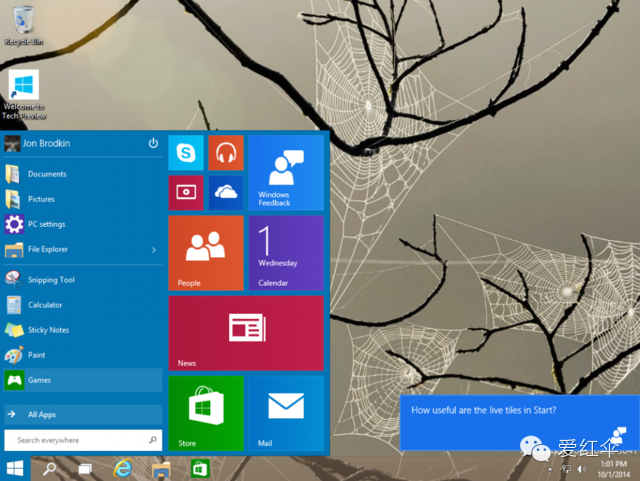 Recycle Bin
Welcome to
Tech Preview
Jon Brodkin
Documents
Pictures
PC settings
File Explorer
Snipping Tool
Calculator
Sticky Notes
Paint
Games
All Apps
Search everywhere
Windows
Feedback
People
1
Wednesday
Calendar
News
Store
Mail
How useful are the live tiles in Start?
爱红伞
1:01 PM
10/1/2014